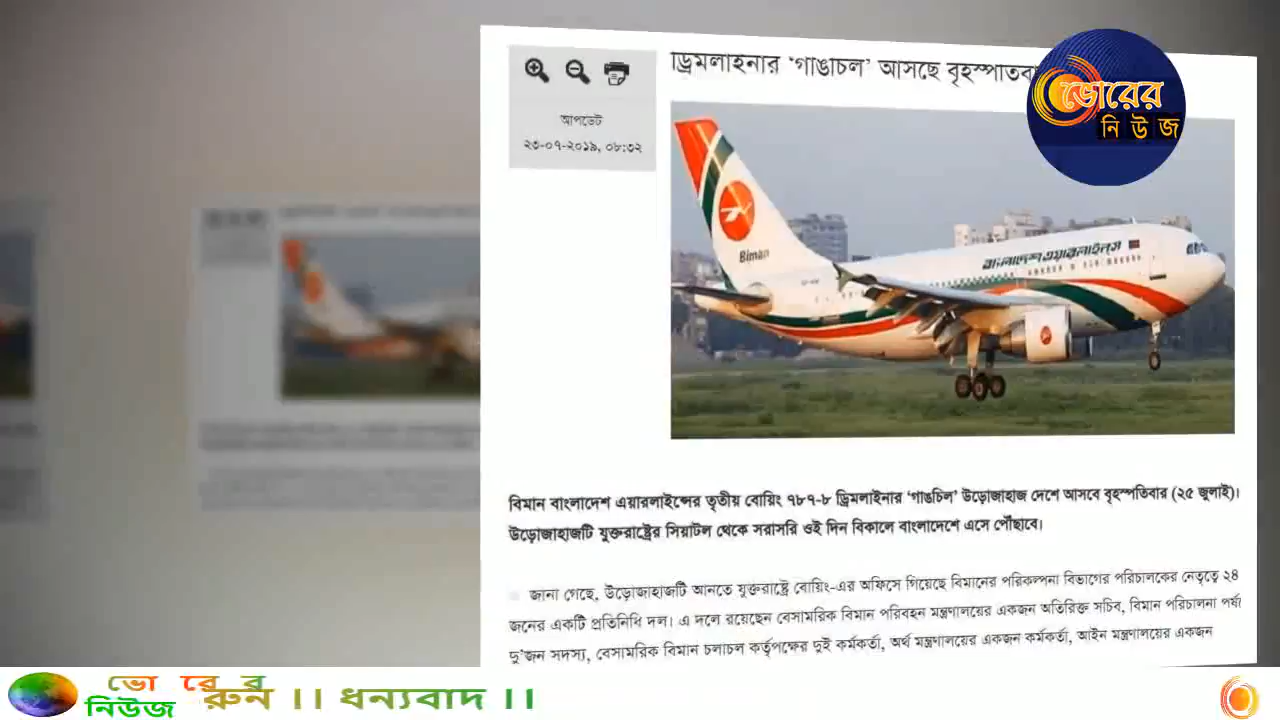 ড্রিমলাইনার ‘গাঙচিল’ আসছে
ভোরের
নিউজ
আপডেট
২৩-০৭-২০১৯, ০৮:৩২
Biman
বাংলাদেশ এয়ারলাইন্স
বিমান বাংলাদেশ এয়ারলাইন্সের তৃতীয় বোয়িং ৭৮৭-৮ ড্রিমলাইনার ‘গাঙচিল’ উড়োজাহাজ দেশে আসবে বৃহস্পতিবার (২৫ জুলাই)।
উড়োজাহাজটি যুক্তরাষ্ট্রের সিয়াটল থেকে সরাসরি ওই দিন বিকালে বাংলাদেশে এসে পৌঁছাবে।
জানা গেছে, উড়োজাহাজটি আনতে যুক্তরাষ্ট্রে বোয়িং-এর অফিসে গিয়েছে বিমানের পরিকল্পনা বিভাগের পরিচালকের নেতৃত্বে ২৪
জনের একটি প্রতিনিধি দল। এ দলে রয়েছেন বেসামরিক বিমান পরিবহন মন্ত্রণালয়ের একজন অতিরিক্ত সচিব, বিমান পরিচালনা পর্ষ
দু'জন সদস্য, বেসামরিক বিমান চলাচল কর্তৃপক্ষের দুই কর্মকর্তা, অর্থ মন্ত্রণালয়ের একজন কর্মকর্তা, আইন মন্ত্রণালয়ের একজন
ভোরের
নিউজ
রুন ।। ধন্যবাদ ।।